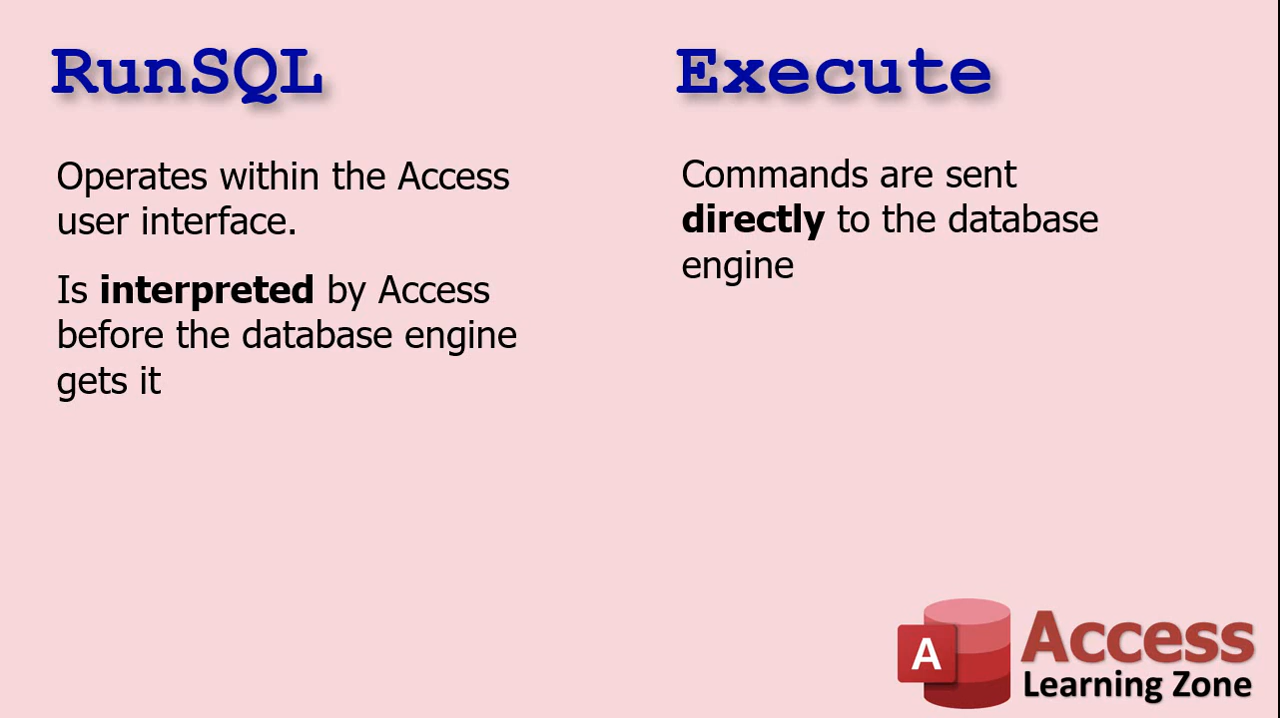 RunSQL
Operates within the Access
user interface.
Is interpreted by Access
before the database engine
gets it
Execute
Commands are sent
directly to the database
engine
A
Access
Learning Zone